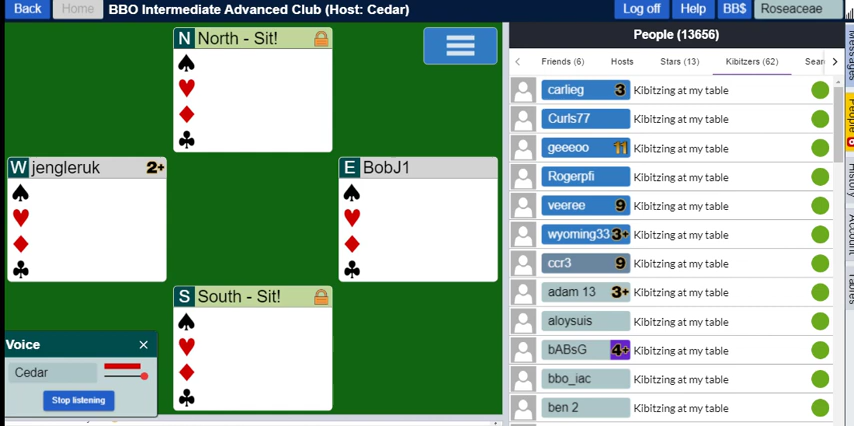 Back Home BBO Intermediate Advanced Club (Host: Cedar) Log off Help BB$ Roseaceae
N North - Sit!
W jengleruk 2+
E BobJ1
S South - Sit!
Voice
Cedar
Stop listening
People (13656)
Friends (6) Hosts Stars (13) Kibitzers (62) Sear
carlieg 3 Kibitzing at my table
Curls77 Kibitzing at my table
geeeoo 11 Kibitzing at my table
Rogerpfi Kibitzing at my table
veeree 9 Kibitzing at my table
wyoming33 3+ Kibitzing at my table
ccr3 9 Kibitzing at my table
adam 13 3+ Kibitzing at my table
aloysuis Kibitzing at my table
bABsG 4+ Kibitzing at my table
bbo_iac Kibitzing at my table
ben 2 Kibitzing at my table
Messages
People
History
Account
Tables